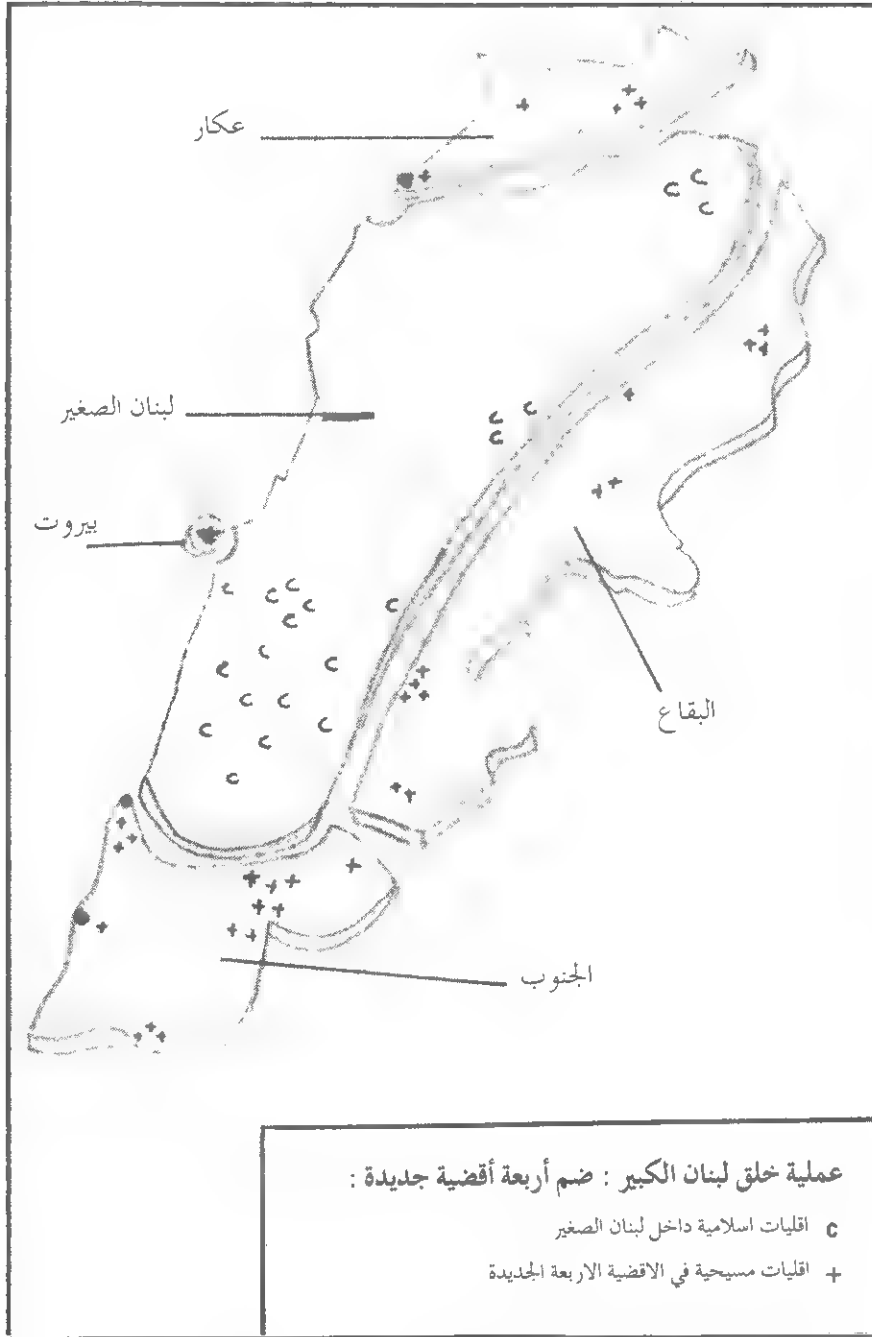 عكار
لبنان الصغير
بيروت
البقاع
الجنوب
عملية خلق لبنان الكبير : ضم أربعة أقضية جديدة :
c اقليات اسلامية داخل لبنان الصغير
+ اقليات مسيحية في الاقضية الاربعة الجديدة